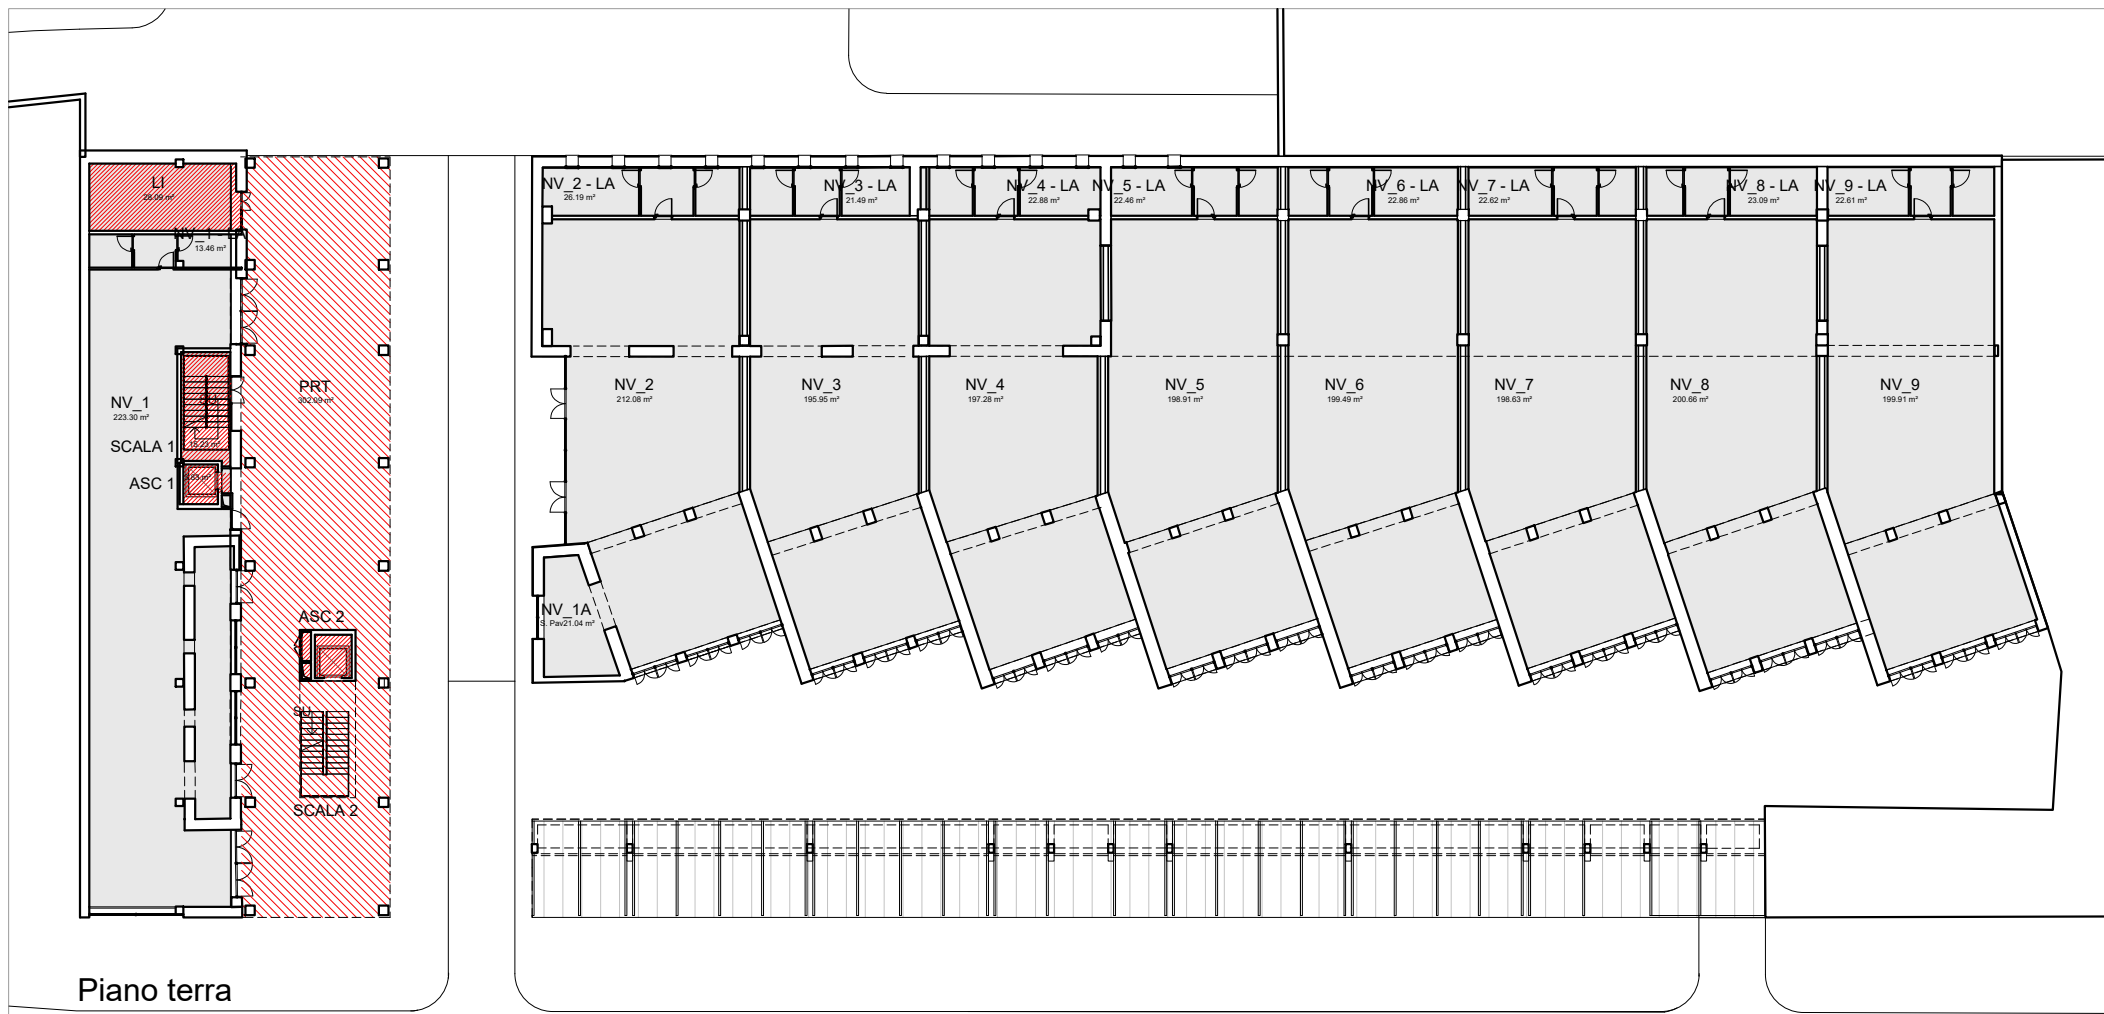 LI
28.09 m²
NV_1 - LA
13.46 m²
NV_2 - LA
26.19 m²
NV_3 - LA
21.49 m²
NV_4 - LA
22.88 m²
NV_5 - LA
22.46 m²
NV_6 - LA
22.86 m²
NV_7 - LA
22.62 m²
NV_8 - LA
23.09 m²
NV_9 - LA
22.61 m²
NV_1
223.30 m²
SCALA 1
ASC 1
PRT
302.09 m²
NV_2
212.08 m²
NV_3
195.95 m²
NV_4
197.28 m²
NV_5
198.91 m²
NV_6
199.49 m²
NV_7
198.63 m²
NV_8
200.66 m²
NV_9
199.91 m²
NV_1A
S. Pav21.04 m²
ASC 2
SU
SCALA 2
Piano terra